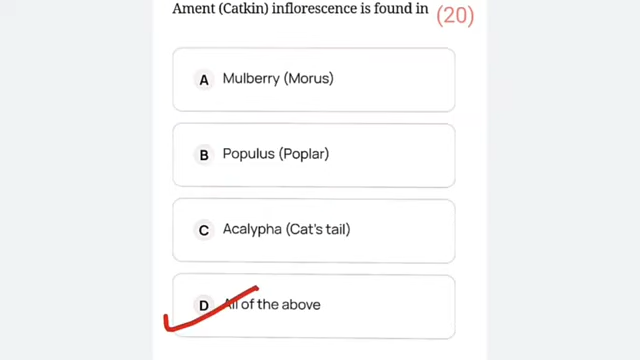 Ament (Catkin) inflorescence is found in (20)
A Mulberry (Morus)
B Populus (Poplar)
C Acalypha (Cat's tail)
D All of the above